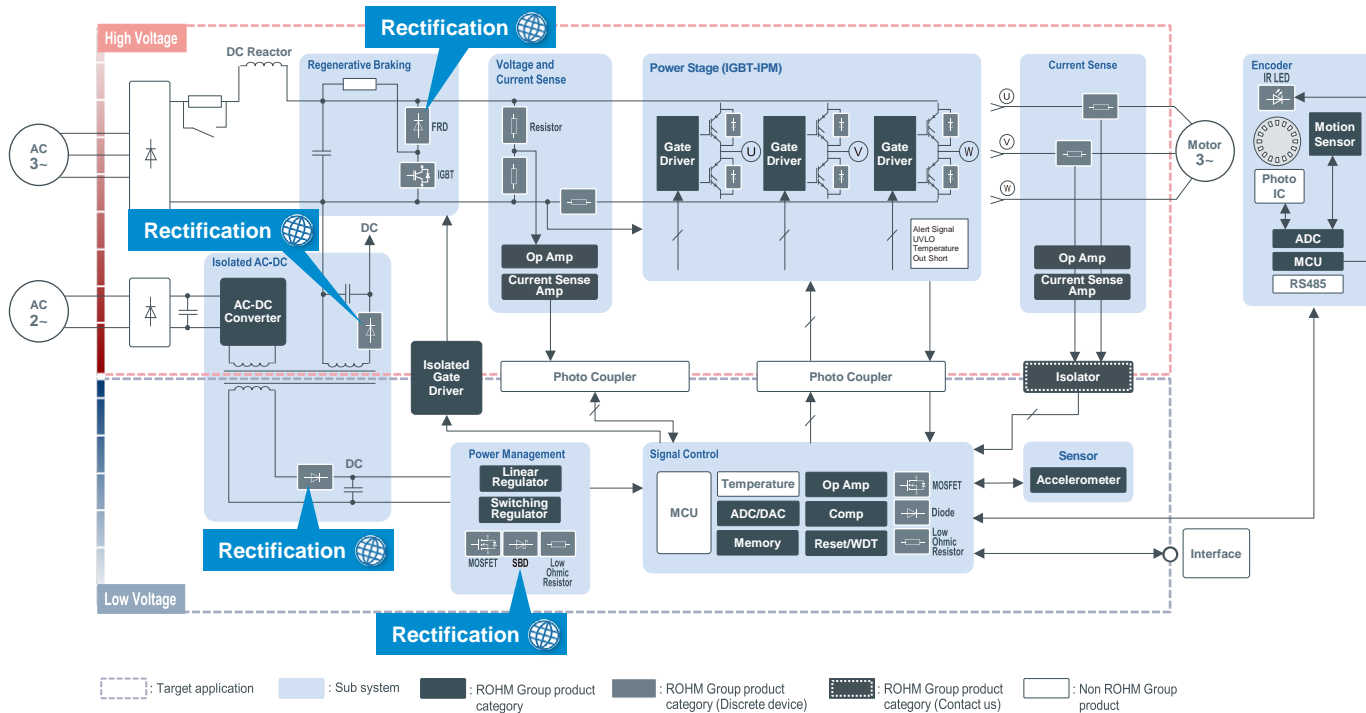 Rectification
High Voltage
DC Reactor
Regenerative Braking
FRD
IGBT
Voltage and
Current Sense
Resistor
Op Amp
Current Sense
Amp
Power Stage (IGBT-IPM)
Gate
Driver
U
Gate
Driver
V
Gate
Driver
W
Alert Signal
UVLO
Temperature
Out Short
Current Sense
U
V
W
Op Amp
Current Sense
Amp
Motor
3~
Encoder
IR LED
Motion
Sensor
Photo
IC
ADC
MCU
RS485
AC
3~
Rectification
DC
Isolated AC-DC
AC-DC
Converter
AC
2~
Isolated
Gate
Driver
Photo Coupler
Photo Coupler
Isolator
DC
Rectification
Power Management
Linear
Regulator
Switching
Regulator
MOSFET
SBD
Low
Ohmic
Resistor
Rectification
Signal Control
MCU
Temperature
ADC/DAC
Memory
Op Amp
Comp
Reset/WDT
MOSFET
Diode
Low
Ohmic
Resistor
Sensor
Accelerometer
Interface
Low Voltage
: Target application
: Sub system
: ROHM Group product
category
: ROHM Group product
category (Discrete device)
: ROHM Group product
category (Contact us)
: Non ROHM Group
product